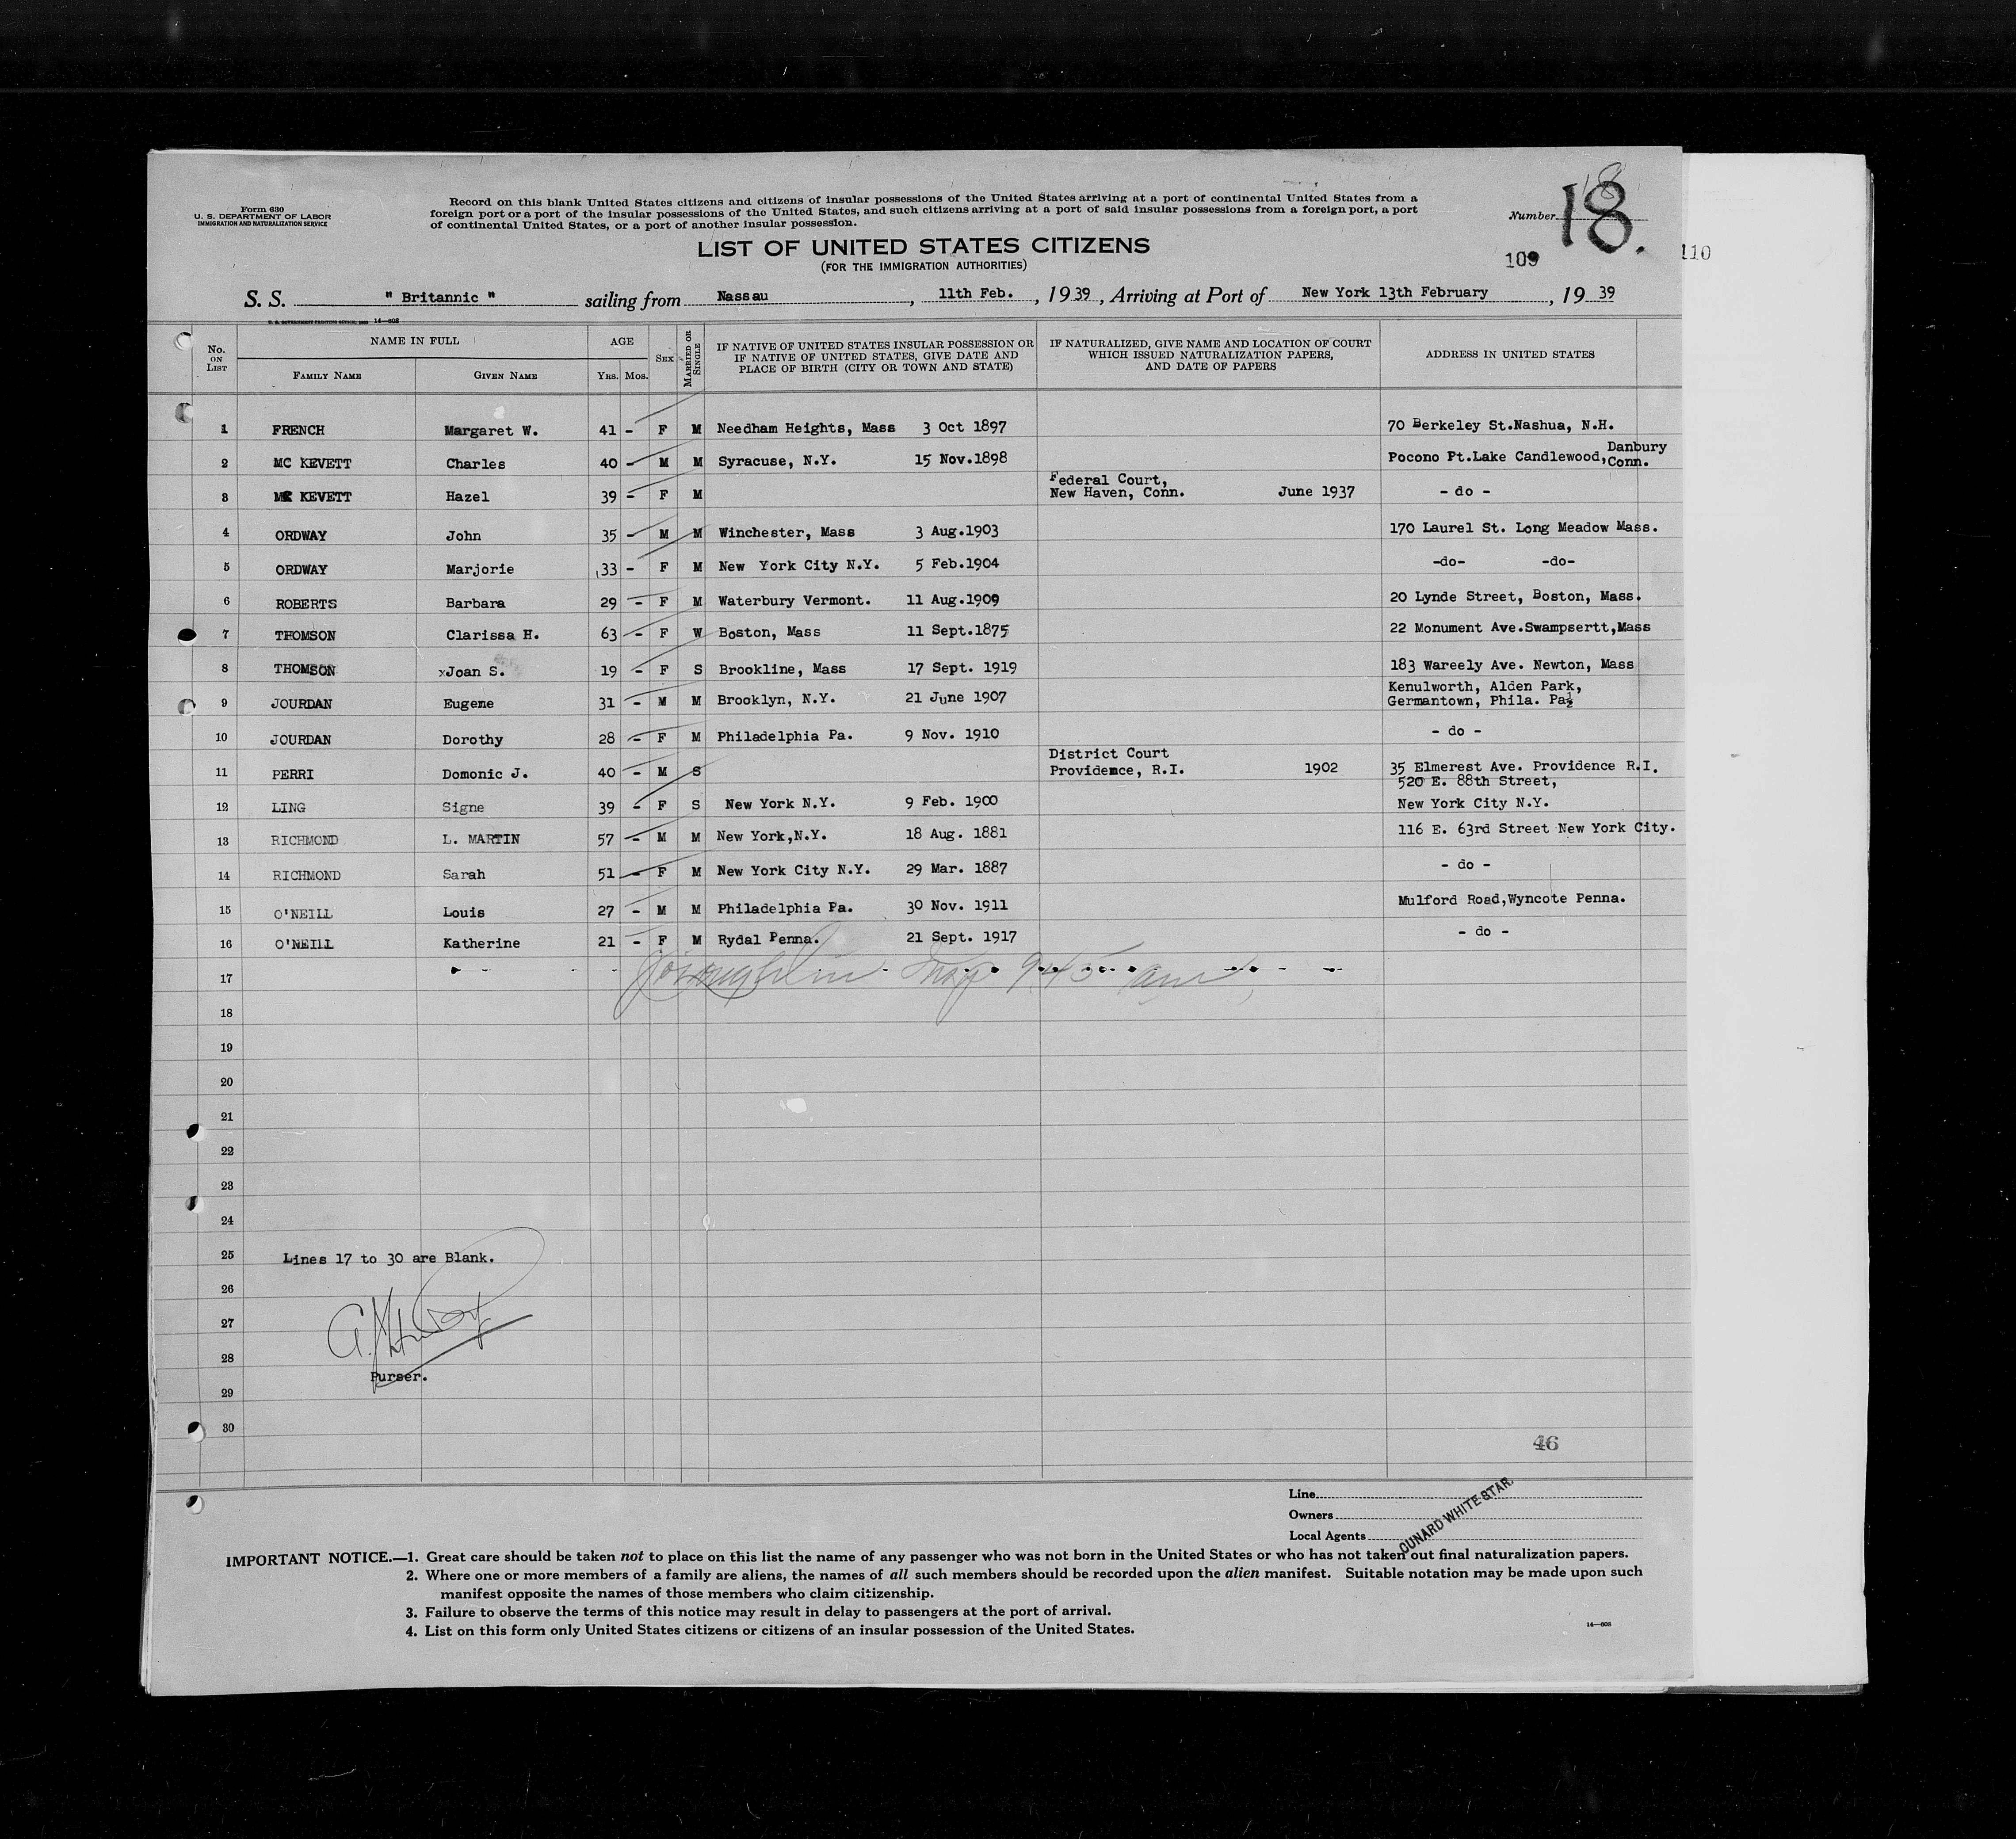 Form 630
U. S. DEPARTMENT OF LABOR
IMMIGRATION AND NATURALIZATION SERVICE
Record on this blank United States citizens and citizens of insular possessions of the United States arriving at a port of continental United States from a
foreign port or a port of the insular possessions of the United States, and such citizens arriving at a port of said insular possessions from a foreign port, a port
of continental United States, or a port of another insular possession.
Number 18.
18
LIST OF UNITED STATES CITIZENS
(FOR THE IMMIGRATION AUTHORITIES)
109
110
S. S. " Britannic " sailing from Nassau , 11th Feb. , 1939 , Arriving at Port of New York 13th February , 1939
14—608
No. ON LIST NAME IN FULL AGE SEX MARRIED OR SINGLE IF NATIVE OF UNITED STATES INSULAR POSSESSION OR IF NATIVE OF UNITED STATES, GIVE DATE AND PLACE OF BIRTH (CITY OR TOWN AND STATE) IF NATURALIZED, GIVE NAME AND LOCATION OF COURT WHICH ISSUED NATURALIZATION PAPERS, AND DATE OF PAPERS ADDRESS IN UNITED STATES
FAMILY NAME GIVEN NAME YRS. MOS.
1 FRENCH Margaret W. 41 - F M Needham Heights, Mass 3 Oct 1897 70 Berkeley St.Nashua, N.H.
2 MC KEVETT Charles 40 - M M Syracuse, N.Y. 15 Nov.1898 Pocono Pt.Lake Candlewood, Danbury Conn.
3 MC KEVETT Hazel 39 - F M Federal Court, New Haven, Conn. June 1937 - do -
4 ORDWAY John 35 - M M Winchester, Mass 3 Aug.1903 170 Laurel St. Long Meadow Mass.
5 ORDWAY Marjorie 33 - F M New York City N.Y. 5 Feb.1904 -do- -do-
6 ROBERTS Barbara 29 - F M Waterbury Vermont. 11 Aug.1909 20 Lynde Street, Boston, Mass.
7 THOMSON Clarissa H. 63 - F W Boston, Mass 11 Sept.1875 22 Monument Ave.Swampsertt,Mass
8 THOMSON xJoan S. 19 - F S Brookline, Mass 17 Sept. 1919 183 Wareely Ave. Newton, Mass
9 JOURDAN Eugene 31 - M M Brooklyn, N.Y. 21 June 1907 Kenulworth, Alden Park, Germantown, Phila. Pa½
10 JOURDAN Dorothy 28 - F M Philadelphia Pa. 9 Nov. 1910 - do -
11 PERRI Domonic J. 40 - M S District Court Providence, R.I. 1902 35 Elmerest Ave. Providence R.I.
12 LING Signe 39 - F S New York N.Y. 9 Feb. 1900 520 E. 88th Street, New York City N.Y.
13 RICHMOND L. MARTIN 57 - M M New York,N.Y. 18 Aug. 1881 116 E. 63rd Street New York City.
14 RICHMOND Sarah 51 - F M New York City N.Y. 29 Mar. 1887 - do -
15 O'NEILL Louis 27 - M M Philadelphia Pa. 30 Nov. 1911 Mulford Road,Wyncote Penna.
16 O'NEILL Katherine 21 - F M Rydal Penna. 21 Sept. 1917 - do -
17
18
19
20
21
22
23
24
25 Lines 17 to 30 are Blank.
26
27
28
Purser.
29
30
46
Line
Owners
Local Agents
CUNARD WHITE STAR.
IMPORTANT NOTICE.—1. Great care should be taken not to place on this list the name of any passenger who was not born in the United States or who has not taken out final naturalization papers.
2. Where one or more members of a family are aliens, the names of all such members should be recorded upon the alien manifest. Suitable notation may be made upon such
manifest opposite the names of those members who claim citizenship.
3. Failure to observe the terms of this notice may result in delay to passengers at the port of arrival.
4. List on this form only United States citizens or citizens of an insular possession of the United States.
14—608